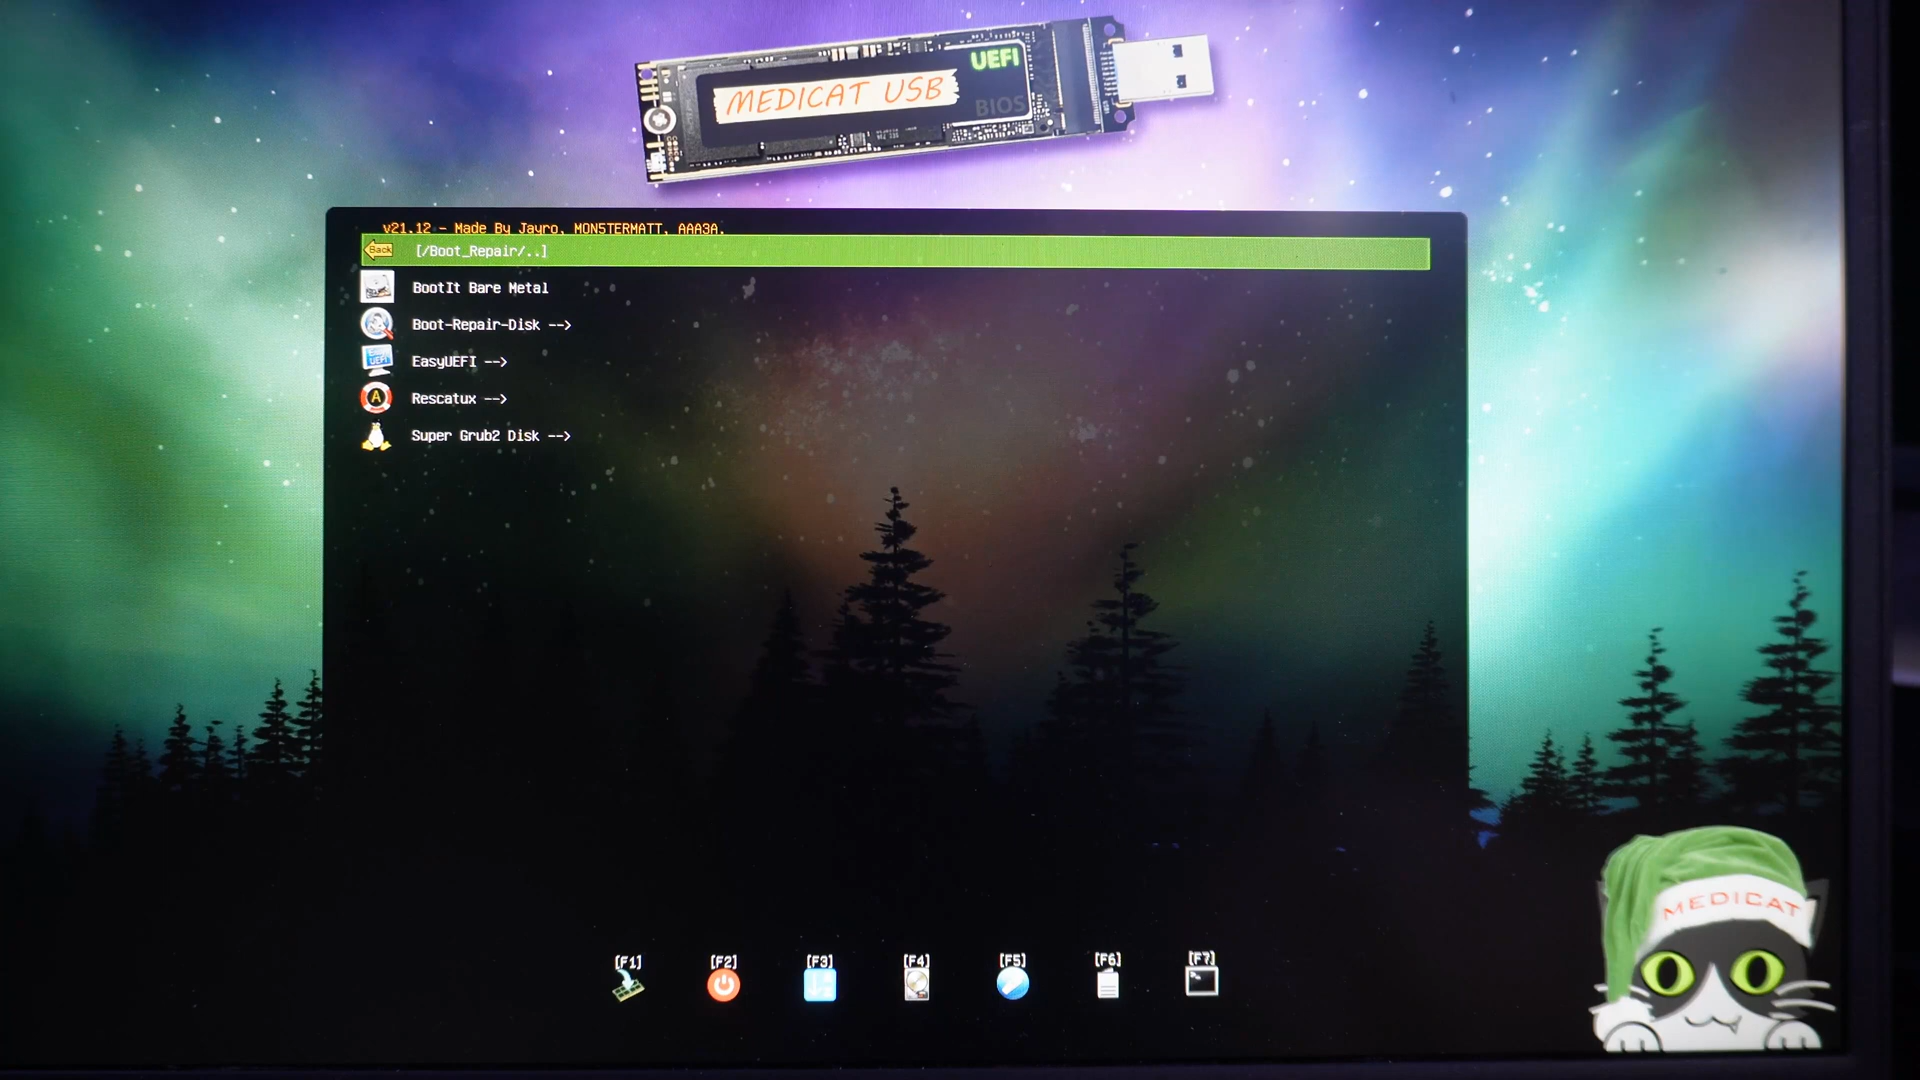 UEFI
MEDICAT USB
BIOS
v21.12 - Made By Jayro, MON5TERMATT, AAA3A.
Back [/Boot_Repair/..]
BootIt Bare Metal
Boot-Repair-Disk -->
EasyUEFI -->
Rescatux -->
Super Grub2 Disk -->
MEDICAT
[F1] [F2] [F3] [F4] [F5] [F6] [F7]